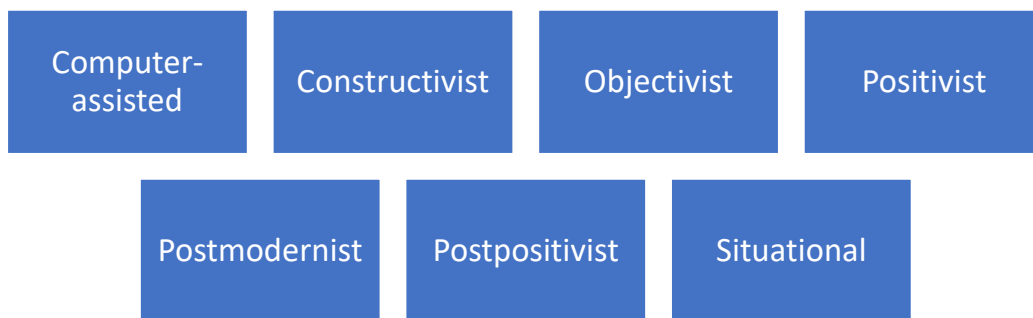 Computer-
assisted
Constructivist
Objectivist
Positivist
Postmodernist
Postpositivist
Situational